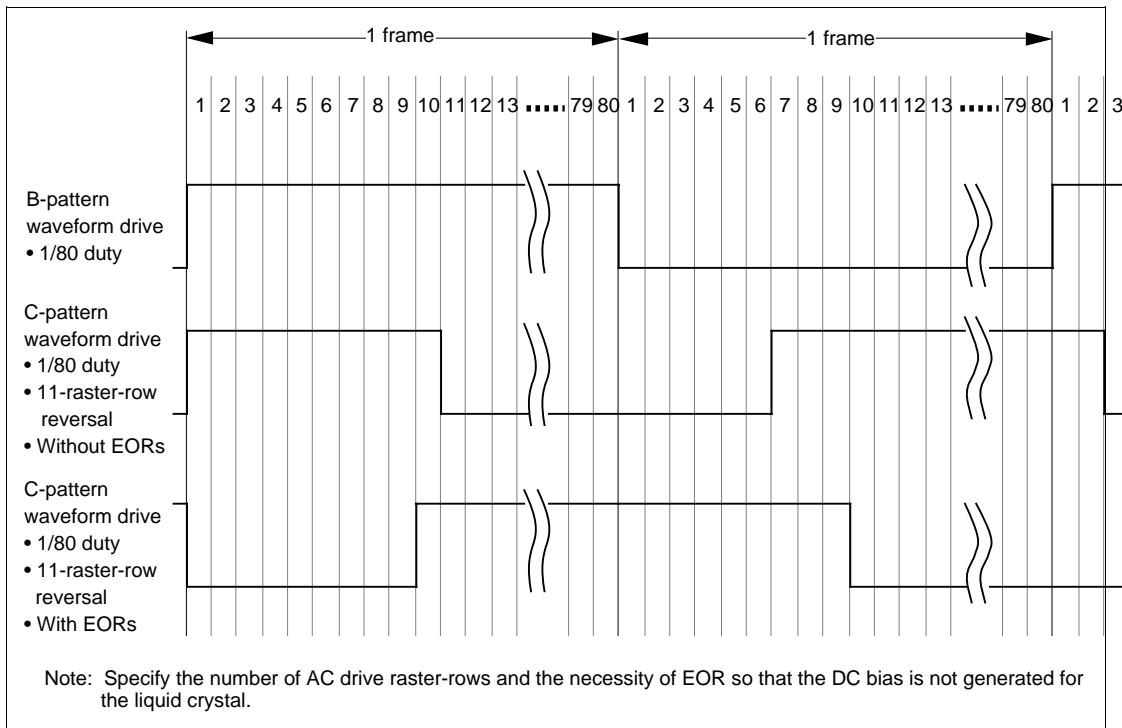 1 frame 1 frame
1 2 3 4 5 6 7 8 9 10 11 12 13 ...... 79 80 1 2 3 4 5 6 7 8 9 10 11 12 13 ...... 79 80 1 2 3
B-pattern
waveform drive
• 1/80 duty
C-pattern
waveform drive
• 1/80 duty
• 11-raster-row
reversal
• Without EORs
C-pattern
waveform drive
• 1/80 duty
• 11-raster-row
reversal
• With EORs
Note: Specify the number of AC drive raster-rows and the necessity of EOR so that the DC bias is not generated for
the liquid crystal.